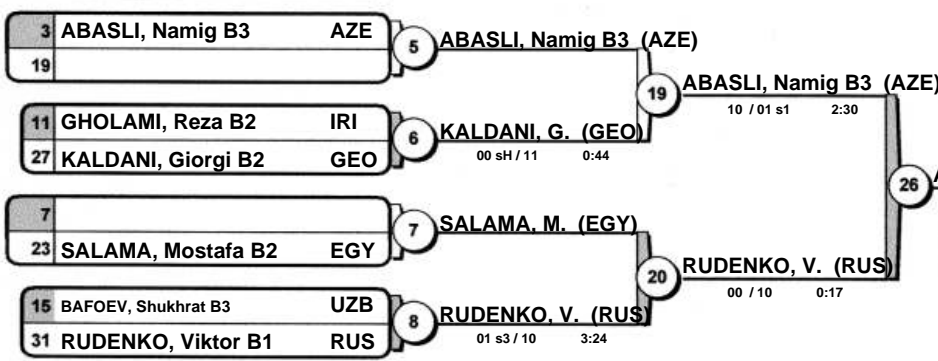 3 ABASLI, Namig B3 AZE
19
5
ABASLI, Namig B3 (AZE)
11 GHOLAMI, Reza B2 IRI
27 KALDANI, Giorgi B2 GEO
6
KALDANI, G. (GEO)
00 sH / 11 0:44
19
ABASLI, Namig B3 (AZE)
10 / 01 s1 2:30
7
23 SALAMA, Mostafa B2 EGY
7
SALAMA, M. (EGY)
15 BAFOEV, Shukhrat B3 UZB
31 RUDENKO, Viktor B1 RUS
8
RUDENKO, V. (RUS)
01 s3 / 10 3:24
20
RUDENKO, V. (RUS)
00 / 10 0:17
26